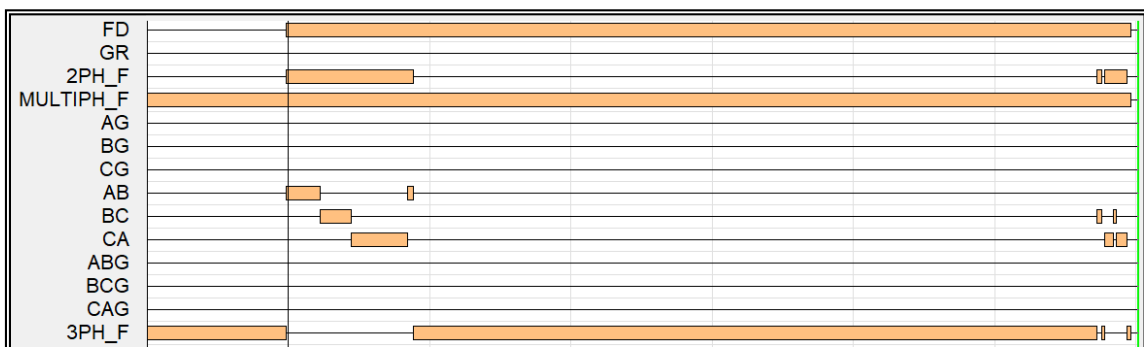 FD
GR
2PH_F
MULTIPH_F
AG
BG
CG
AB
BC
CA
ABG
BCG
CAG
3PH_F